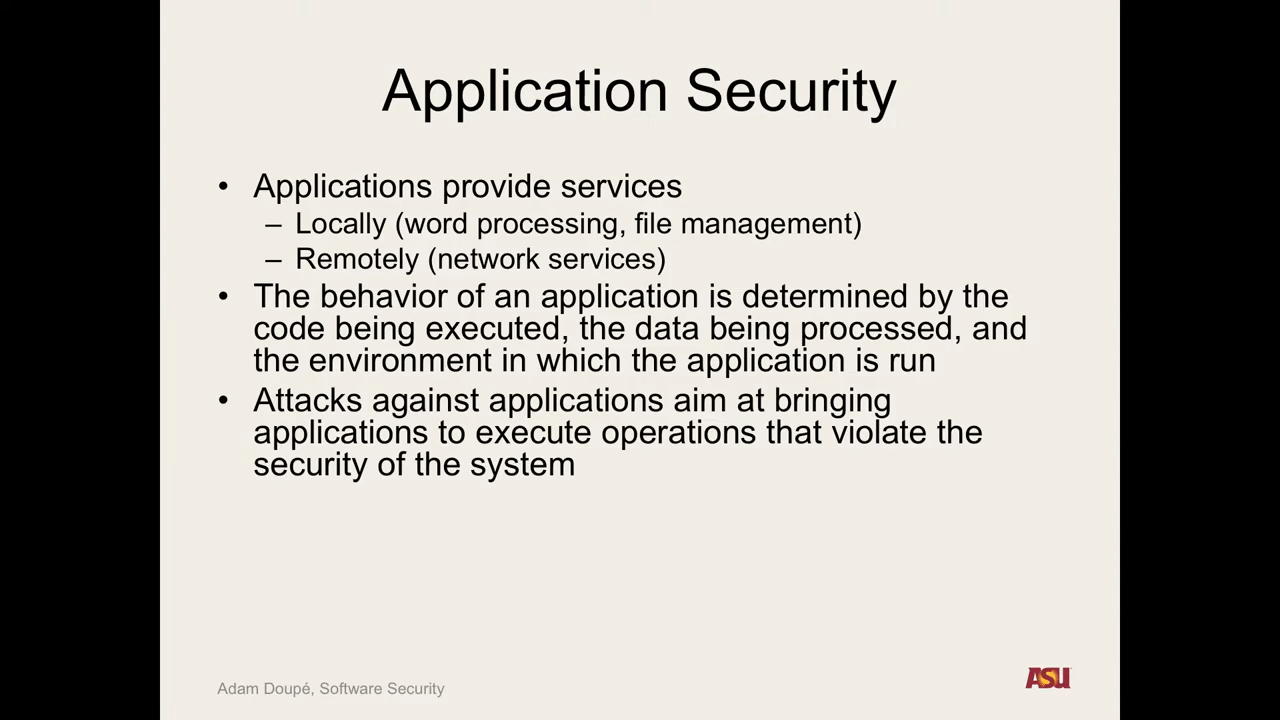 Application Security
• Applications provide services
– Locally (word processing, file management)
– Remotely (network services)
• The behavior of an application is determined by the
code being executed, the data being processed, and
the environment in which the application is run
• Attacks against applications aim at bringing
applications to execute operations that violate the
security of the system
Adam Doupé, Software Security
ASU